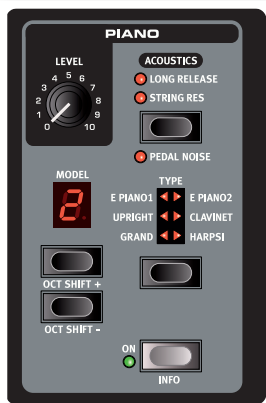 PIANO
LEVEL
ACOUSTICS
LONG RELEASE
STRING RES
0 1 2 3 4 5 6 7 8 9 10
PEDAL NOISE
MODEL
2
TYPE
E PIANO1 E PIANO2
UPRIGHT CLAVINET
GRAND HARPSI
OCT SHIFT +
OCT SHIFT -
ON
INFO